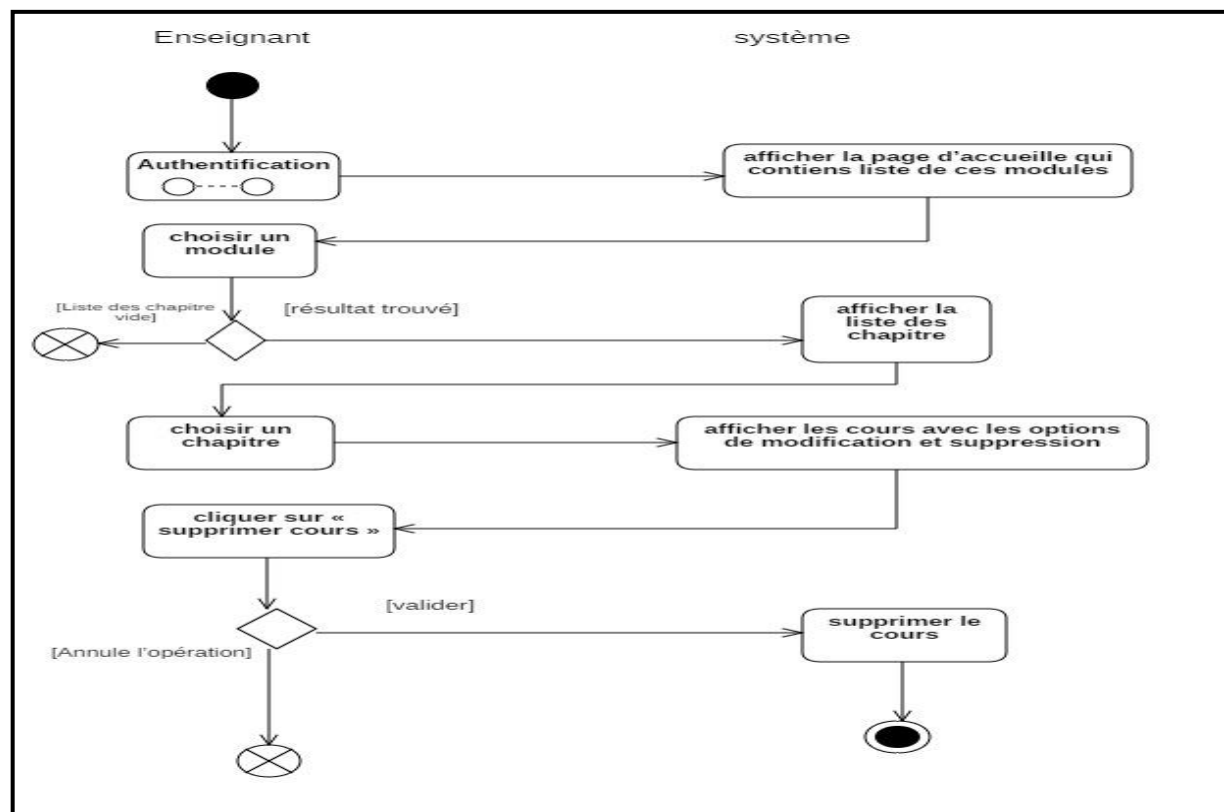 Enseignant
système
Authentification
afficher la page d'accueille qui
contiens liste de ces modules
choisir un
module
[Liste des chapitre
vide]
[résultat trouvé]
afficher la
liste des
chapitre
choisir un
chapitre
afficher les cours avec les options
de modification et suppression
cliquer sur «
supprimer cours »
[valider]
supprimer le
cours
[Annule l'opération]